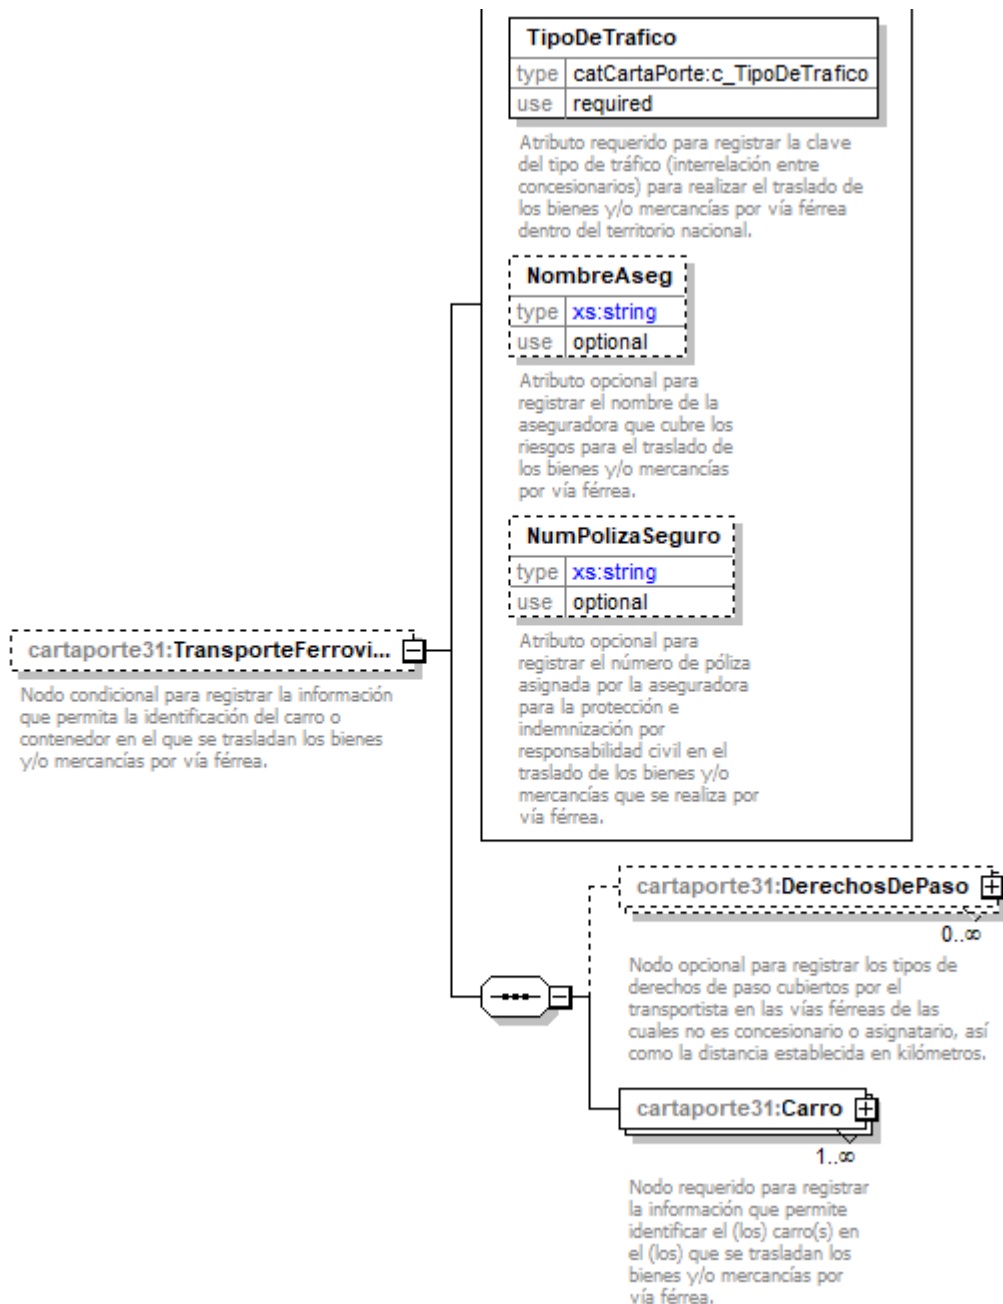 TipoDeTrafico
type catCartaPorte:c_TipoDeTrafico
use required
Atributo requerido para registrar la clave
del tipo de tráfico (interrelación entre
concesionarios) para realizar el traslado de
los bienes y/o mercancías por vía férrea
dentro del territorio nacional.
NombreAseg
type xs:string
use optional
Atributo opcional para
registrar el nombre de la
aseguradora que cubre los
riesgos para el traslado de
los bienes y/o mercancías
por vía férrea.
NumPolizaSeguro
type xs:string
use optional
Atributo opcional para
registrar el número de póliza
asignada por la aseguradora
para la protección e
indemnización por
responsabilidad civil en el
traslado de los bienes y/o
mercancías que se realiza por
vía férrea.
cartaporte31:TransporteFerrovi...
Nodo condicional para registrar la información
que permita la identificación del carro o
contenedor en el que se trasladan los bienes
y/o mercancías por vía férrea.
cartaporte31:DerechosDePaso
0..∞
Nodo opcional para registrar los tipos de
derechos de paso cubiertos por el
transportista en las vías férreas de las
cuales no es concesionario o asignatario, así
como la distancia establecida en kilómetros.
cartaporte31:Carro
1..∞
Nodo requerido para registrar
la información que permite
identificar el (los) carro(s) en
el (los) que se trasladan los
bienes y/o mercancías por
vía férrea.